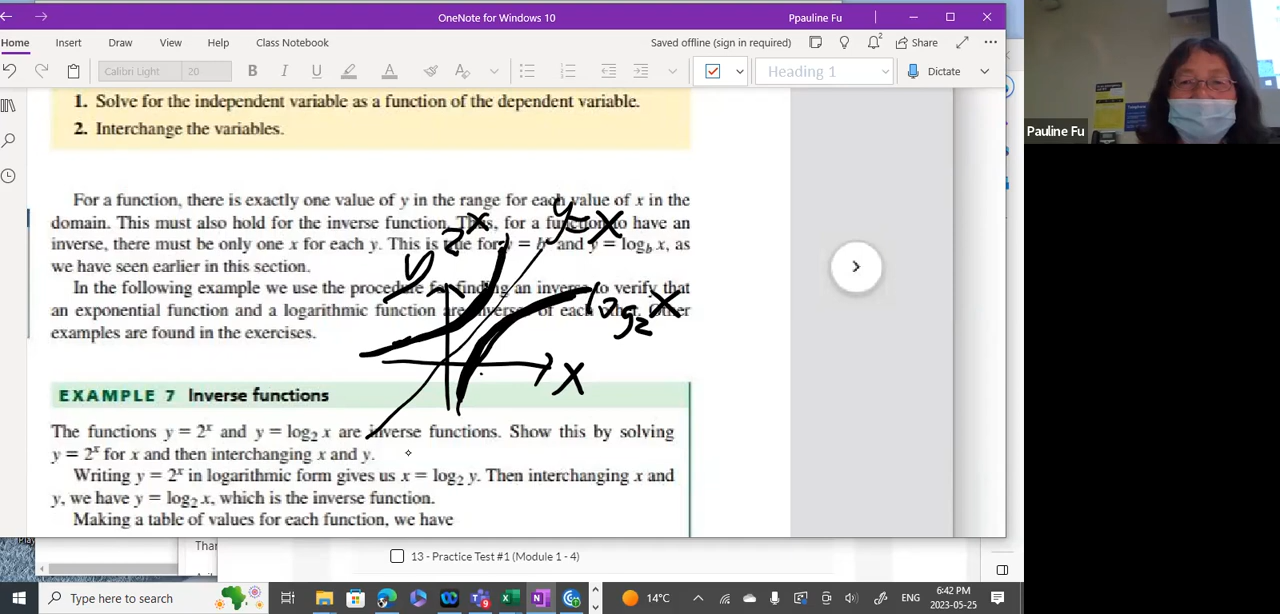 OneNote for Windows 10
Ppauline Fu
Home Insert Draw View Help Class Notebook
Saved offline (sign in required)
Share
Calibri Light 20
B I U A
Heading 1
Dictate
1. Solve for the independent variable as a function of the dependent variable.
2. Interchange the variables.
For a function, there is exactly one value of y in the range for each value of x in the
domain. This must also hold for the inverse function. Thus, for a function to have an
inverse, there must be only one x for each y. This is true for y = b^x and y = log_b x, as
we have seen earlier in this section.
In the following example we use the procedure for finding an inverse to verify that
an exponential function and a logarithmic function are inverses of each other. Other
examples are found in the exercises.
2^x
y=x
y
log_2 x
x
EXAMPLE 7 Inverse functions
The functions y = 2^x and y = log_2 x are inverse functions. Show this by solving
y = 2^x for x and then interchanging x and y.
Writing y = 2^x in logarithmic form gives us x = log_2 y. Then interchanging x and
y, we have y = log_2 x, which is the inverse function.
Making a table of values for each function, we have
Pauline Fu
13 - Practice Test #1 (Module 1 - 4)
Type here to search
14°C
ENG
6:42 PM
2023-05-25